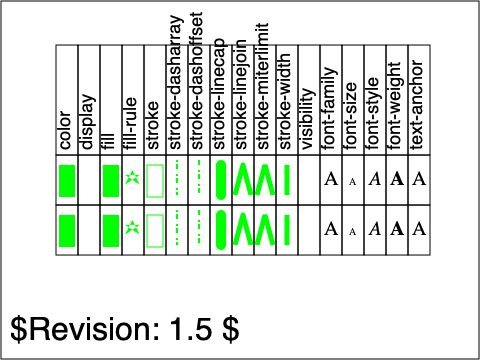 color
display
fill
fill-rule
stroke
stroke-dasharray
stroke-dashoffset
stroke-linecap
stroke-linejoin
stroke-miterlimit
stroke-width
visibility
font-family
font-size
font-style
font-weight
text-anchor
A A A A A
A A A A A
$Revision: 1.5 $